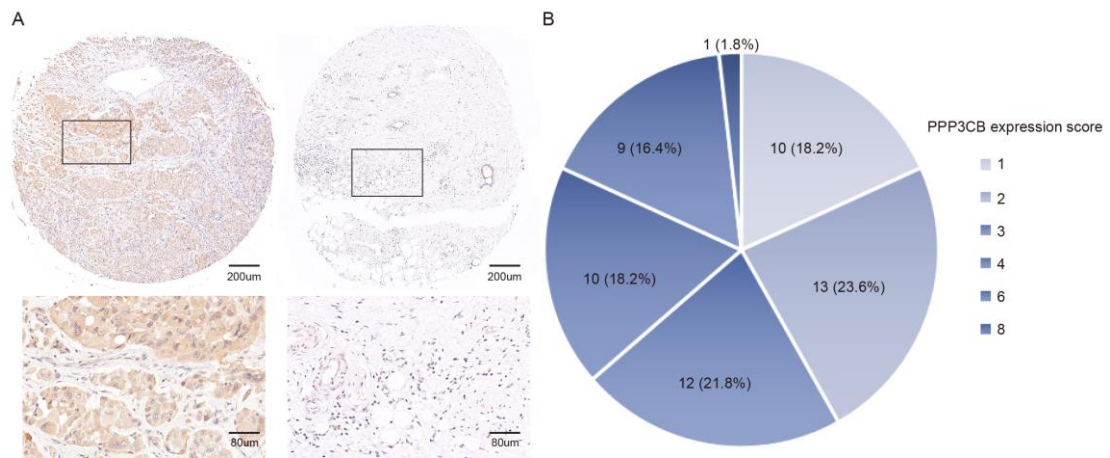 A
200um
200um
80um
80um
B
1 (1.8%)
9 (16.4%)
10 (18.2%)
10 (18.2%)
13 (23.6%)
12 (21.8%)
PPP3CB expression score
1
2
3
4
6
8